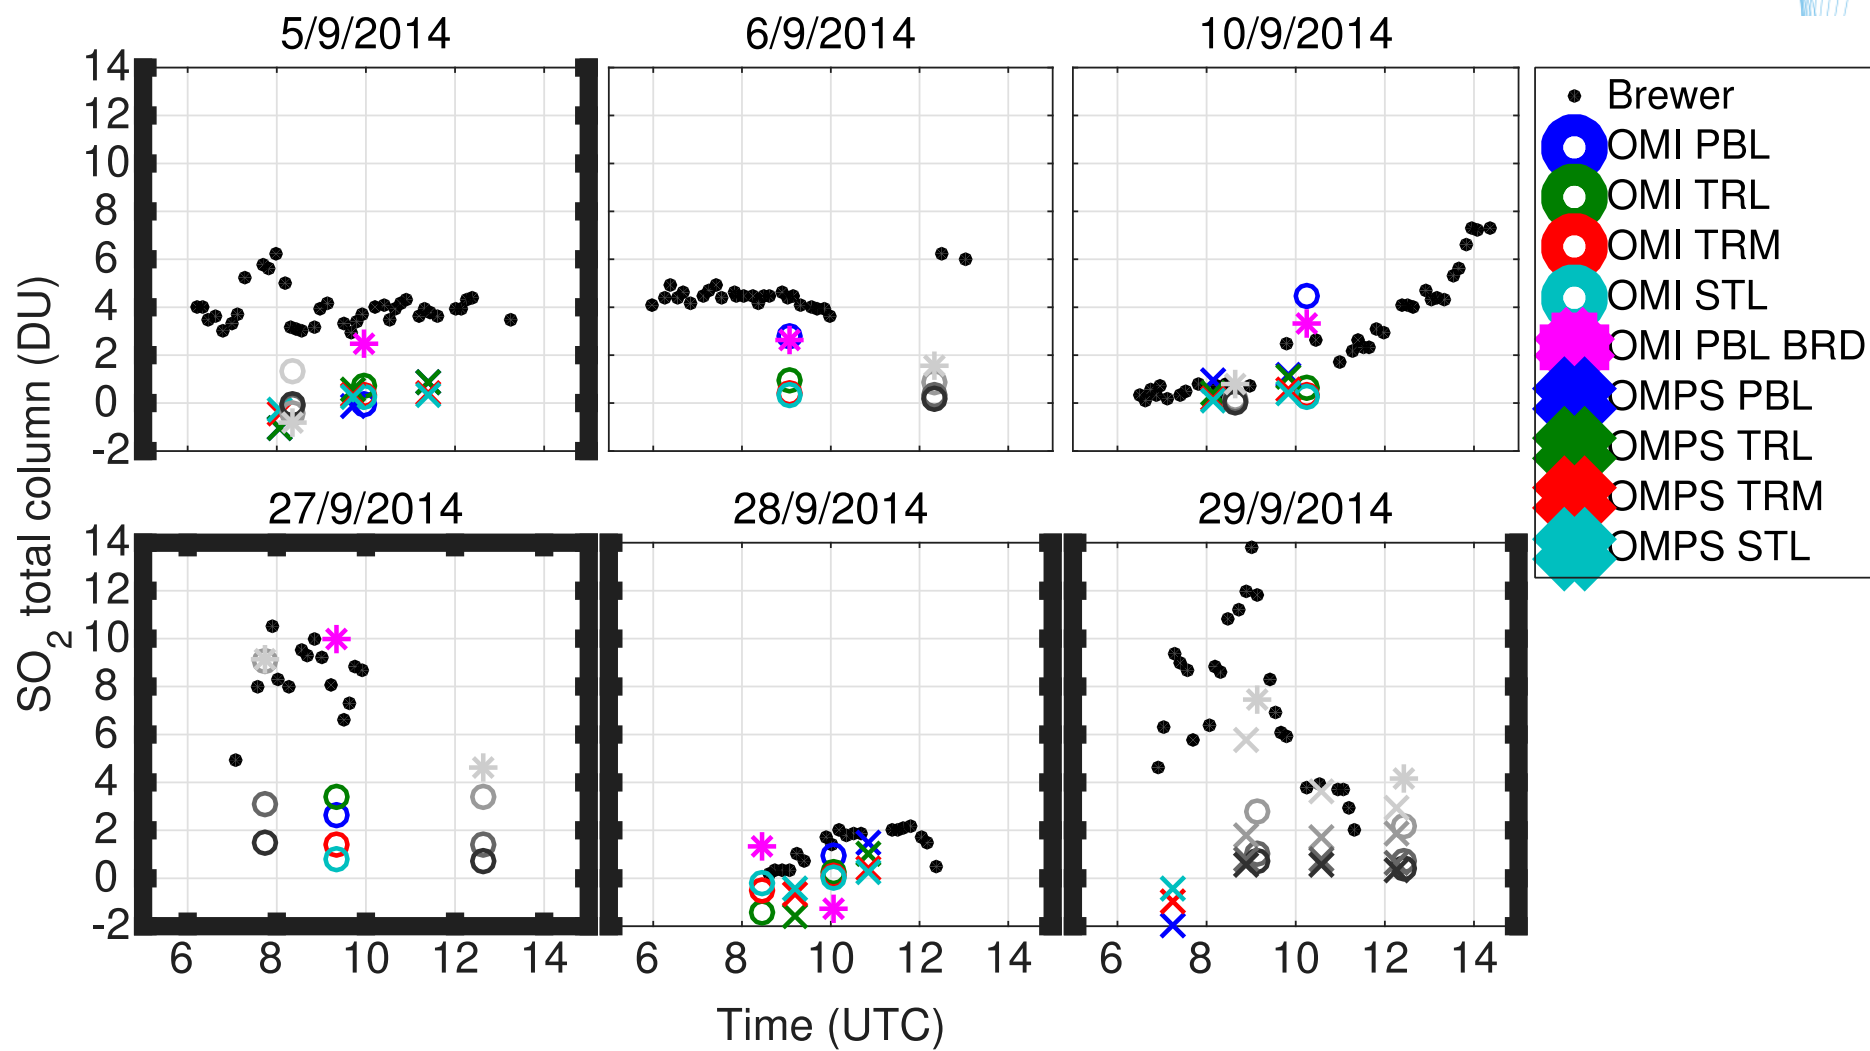 5/9/2014 6/9/2014 10/9/2014
14
12
10
8
6
4
2
0
-2
Brewer
OMI PBL
OMI TRL
OMI TRM
OMI STL
OMI PBL BRD
OMPS PBL
OMPS TRL
OMPS TRM
OMPS STL
SO2 total column (DU)
27/9/2014 28/9/2014 29/9/2014
14
12
10
8
6
4
2
0
-2
6 8 10 12 14 6 8 10 12 14 6 8 10 12 14
Time (UTC)